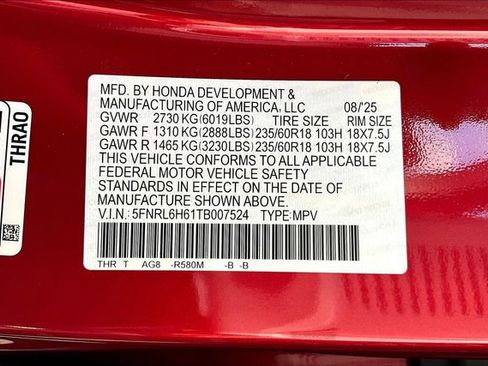 MFD. BY HONDA DEVELOPMENT &
MANUFACTURING OF AMERICA, LLC 08/'25
GVWR 2730 KG(6019LBS) TIRE SIZE RIM SIZE
GAWR F 1310 KG(2888LBS) 235/60R18 103H 18X7.5J
GAWR R 1465 KG(3230LBS) 235/60R18 103H 18X7.5J
THIS VEHICLE CONFORMS TO ALL APPLICABLE
FEDERAL MOTOR VEHICLE SAFETY
STANDARDS IN EFFECT ON THE DATE OF
MANUFACTURE SHOWN ABOVE.
V.I.N.: 5FNRL6H61TB007524 TYPE:MPV
THR T AG8 -R580M -B -B
THRAO